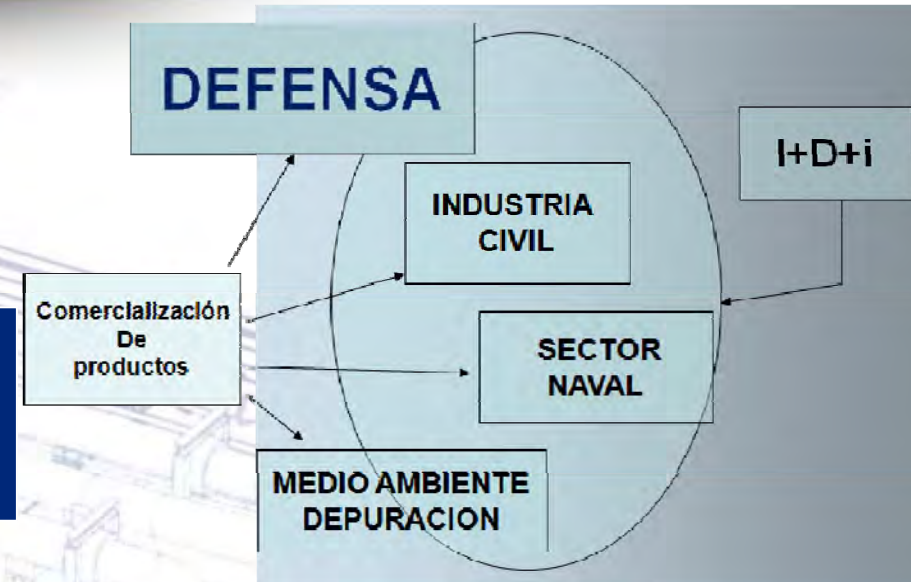 DEFENSA
I+D+i
INDUSTRIA
CIVIL
Comercialización
De
productos
SECTOR
NAVAL
MEDIO AMBIENTE
DEPURACION